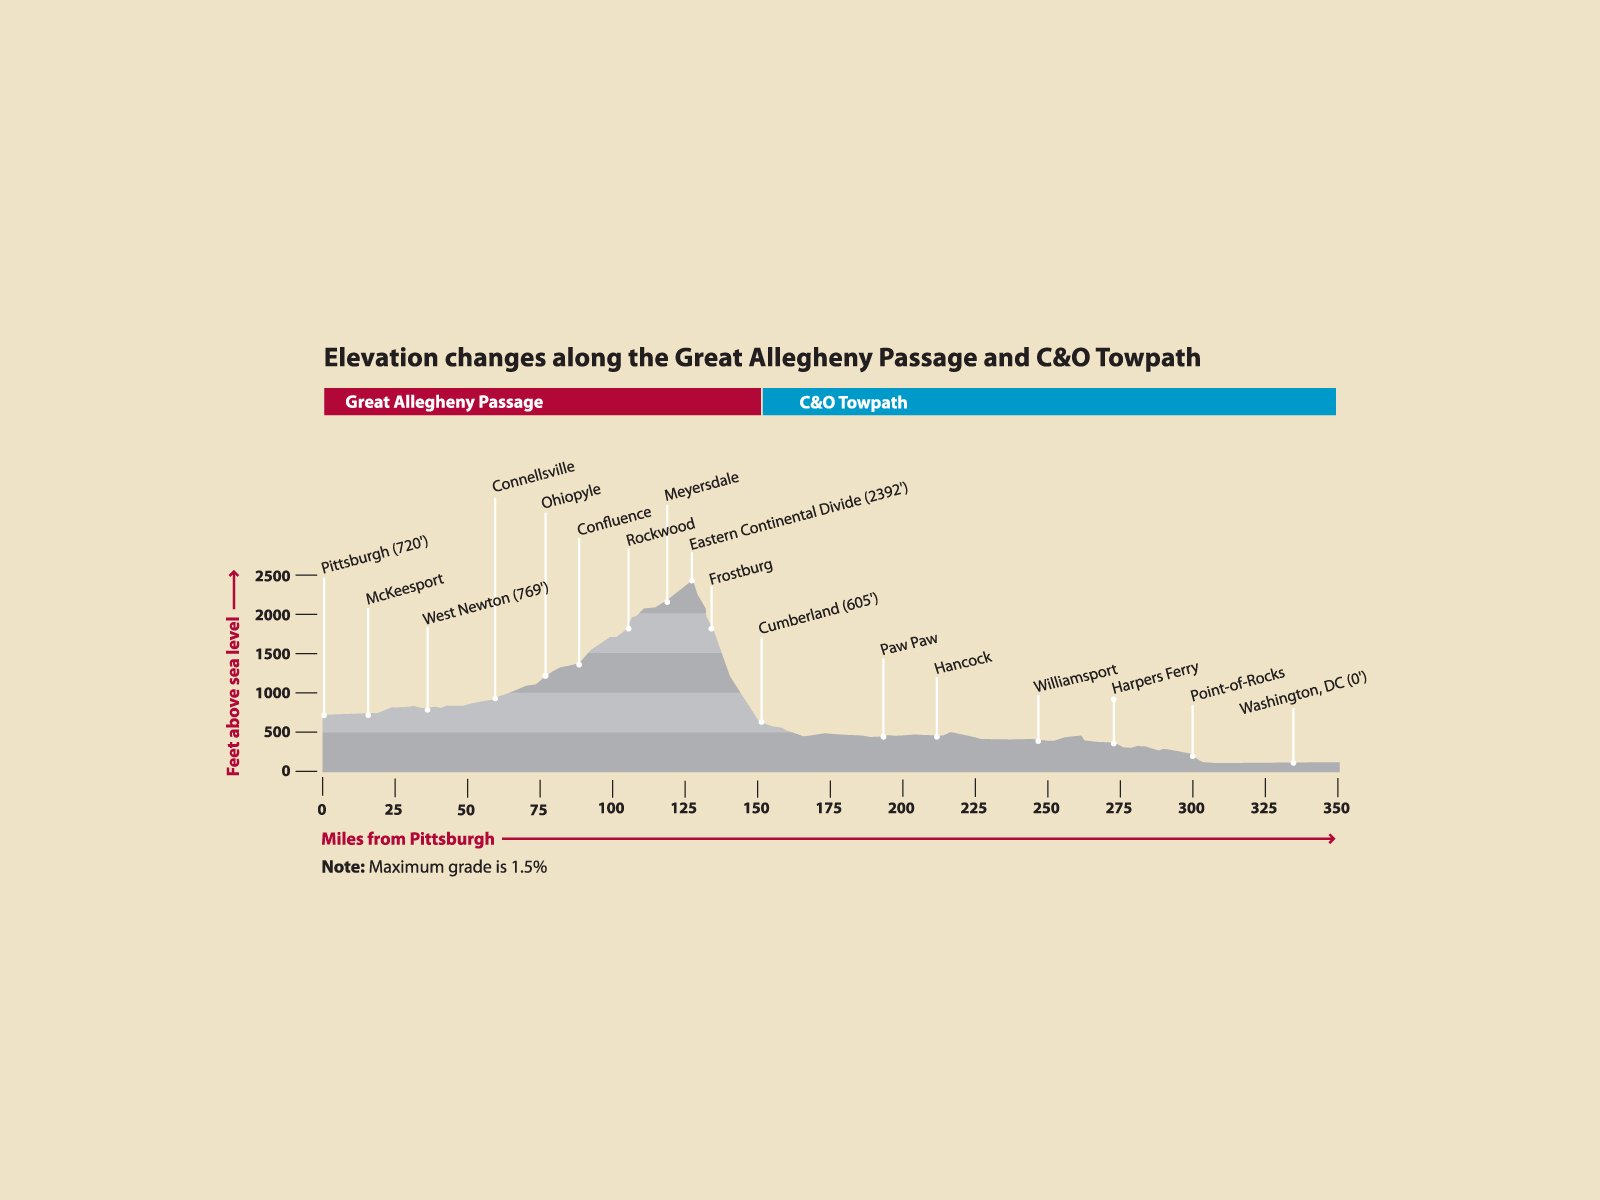 Elevation changes along the Great Allegheny Passage and C&O Towpath
Great Allegheny Passage
C&O Towpath
Connellsville
Ohiopyle
Confluence
Rockwood
Meyersdale
Eastern Continental Divide (2392')
Pittsburgh (720')
McKeesport
West Newton (769')
Frostburg
Cumberland (605')
Paw Paw
Hancock
Williamsport
Harpers Ferry
Point-of-Rocks
Washington, DC (0')
Feet above sea level
2500
2000
1500
1000
500
0
0 25 50 75 100 125 150 175 200 225 250 275 300 325 350
Miles from Pittsburgh
Note: Maximum grade is 1.5%